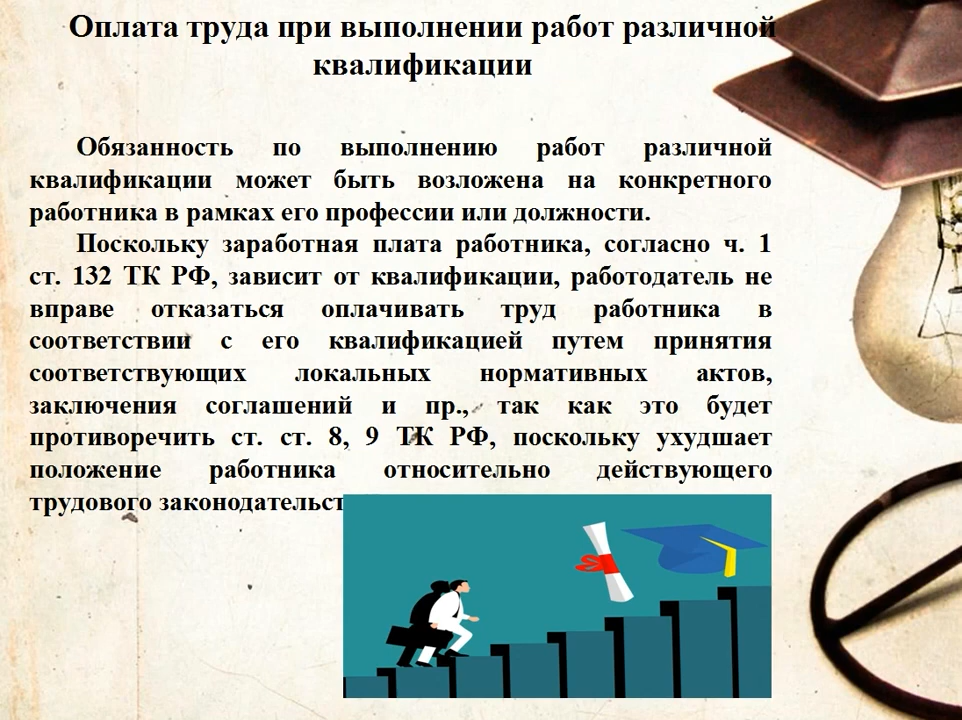 Оплата труда при выполнении работ различной
квалификации
Обязанность по выполнению работ различной
квалификации может быть возложена на конкретного
работника в рамках его профессии или должности.
Поскольку заработная плата работника, согласно ч. 1
ст. 132 ТК РФ, зависит от квалификации, работодатель не
вправе отказаться оплачивать труд работника в
соответствии с его квалификацией путем принятия
соответствующих локальных нормативных актов,
заключения соглашений и пр., так как это будет
противоречить ст. ст. 8, 9 ТК РФ, поскольку ухудшает
положение работника относительно действующего
трудового законодательст